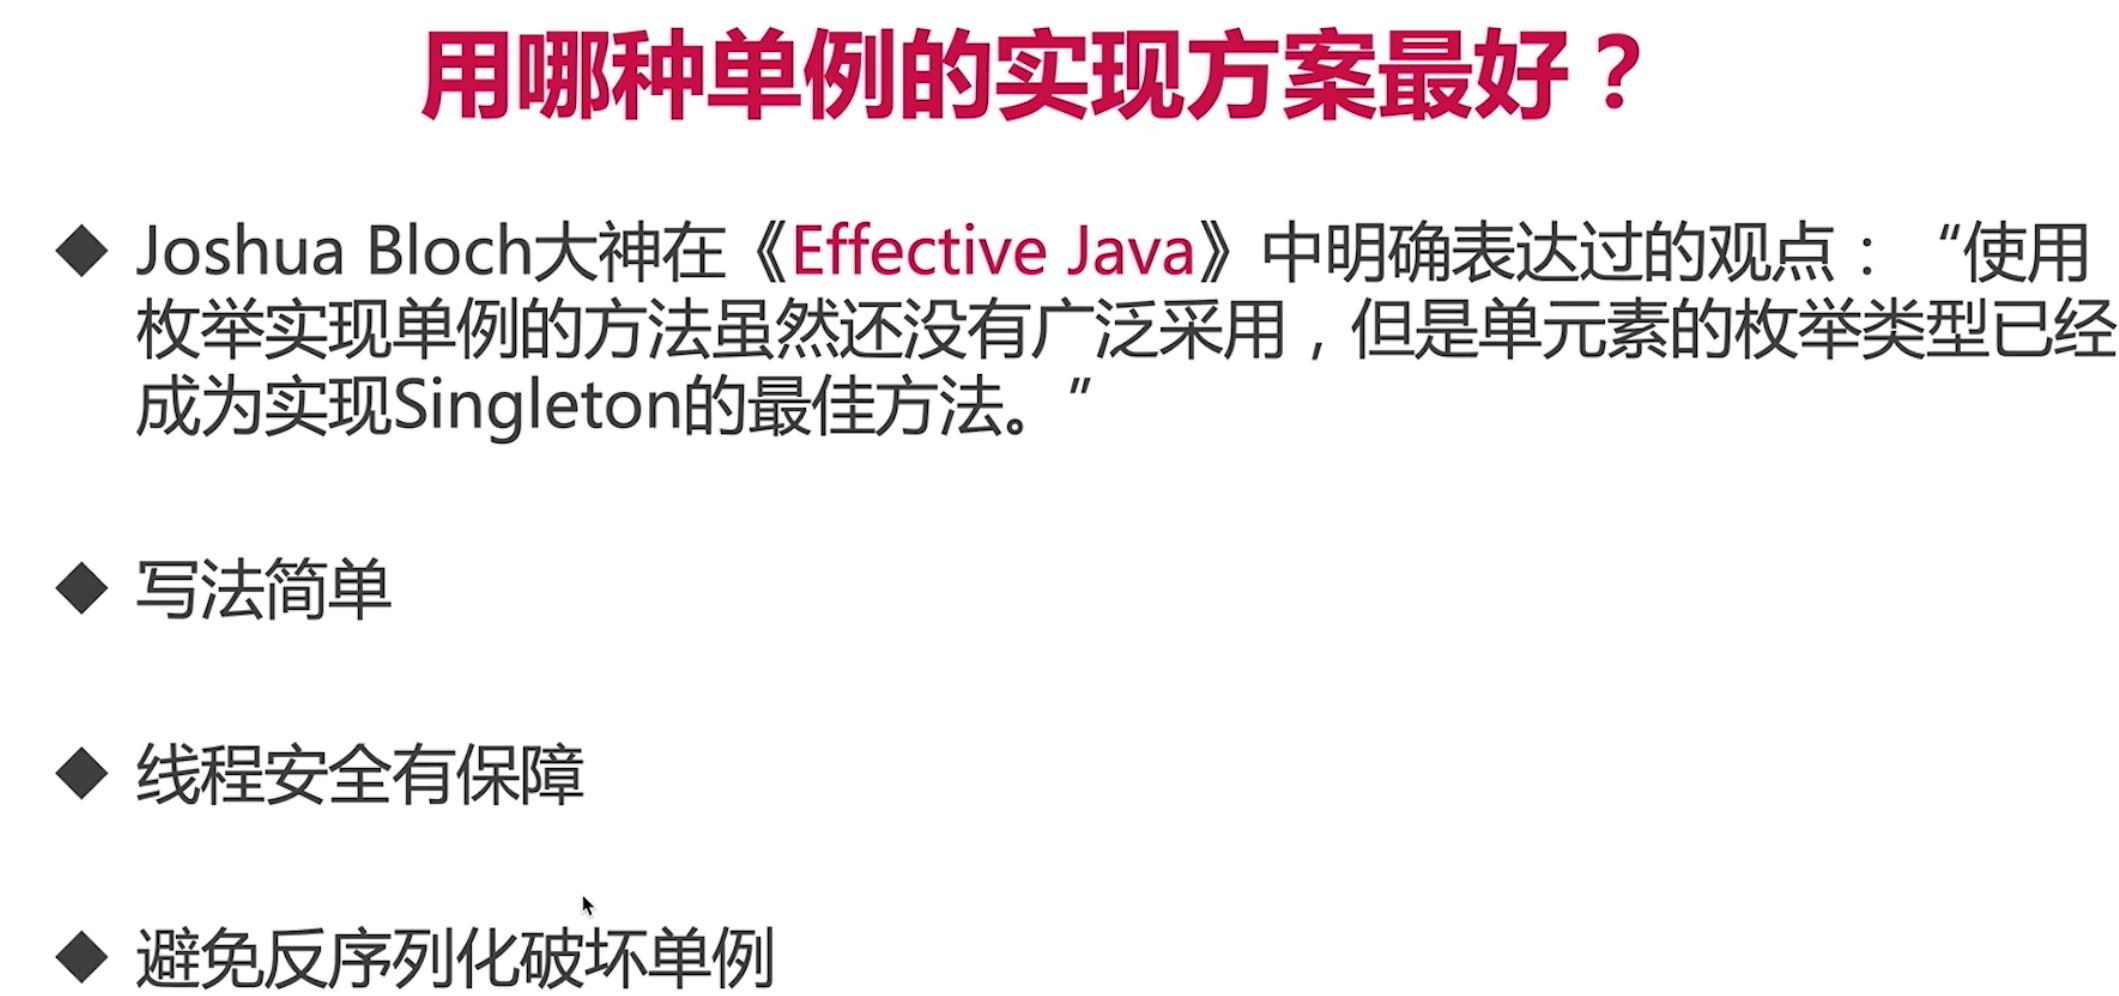 用哪种单例的实现方案最好？
◆ Joshua Bloch大神在《Effective Java》中明确表达过的观点：“使用
枚举实现单例的方法虽然还没有广泛采用，但是单元素的枚举类型已经
成为实现Singleton的最佳方法。”
◆ 写法简单
◆ 线程安全有保障
◆ 避免反序列化破坏单例